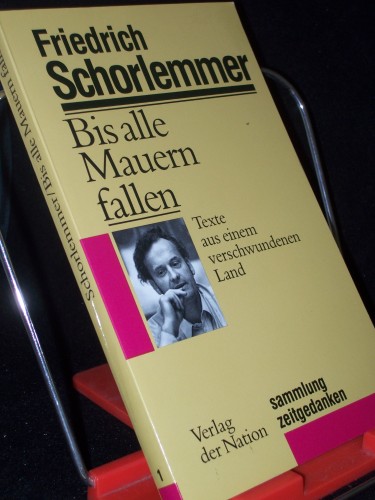 Friedrich
Schorlemmer
Bis alle
Mauern
fallen
Texte
aus einem
verschwundenen
Land
Verlag
der Nation
sammlung
zeitgedanken
Schorlemmer Bis alle Mauern fallen
1